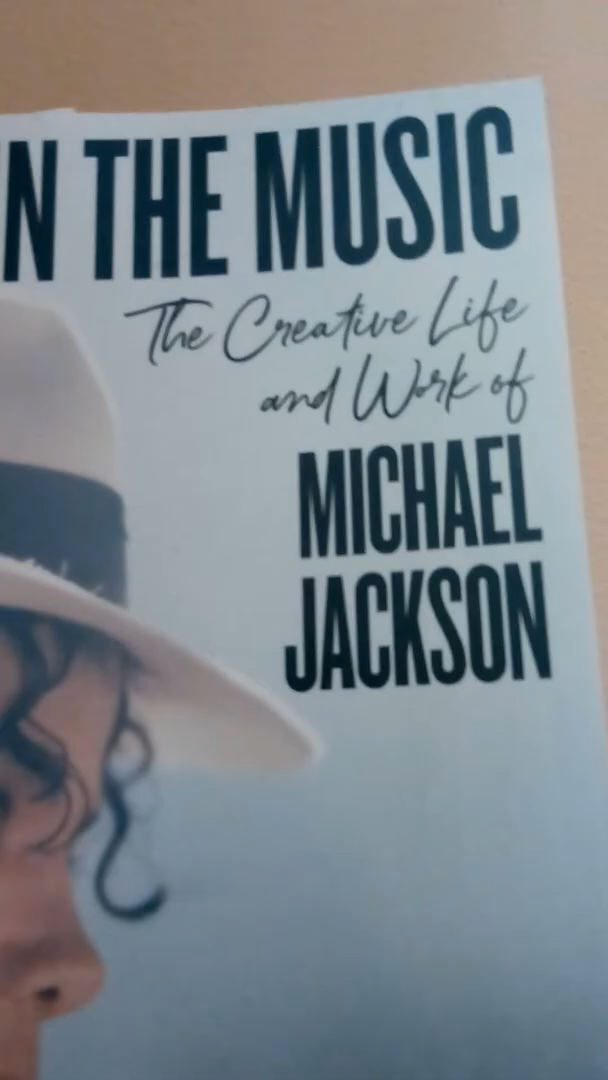 N THE MUSIC
The Creative Life
and Work of
MICHAEL
JACKSON